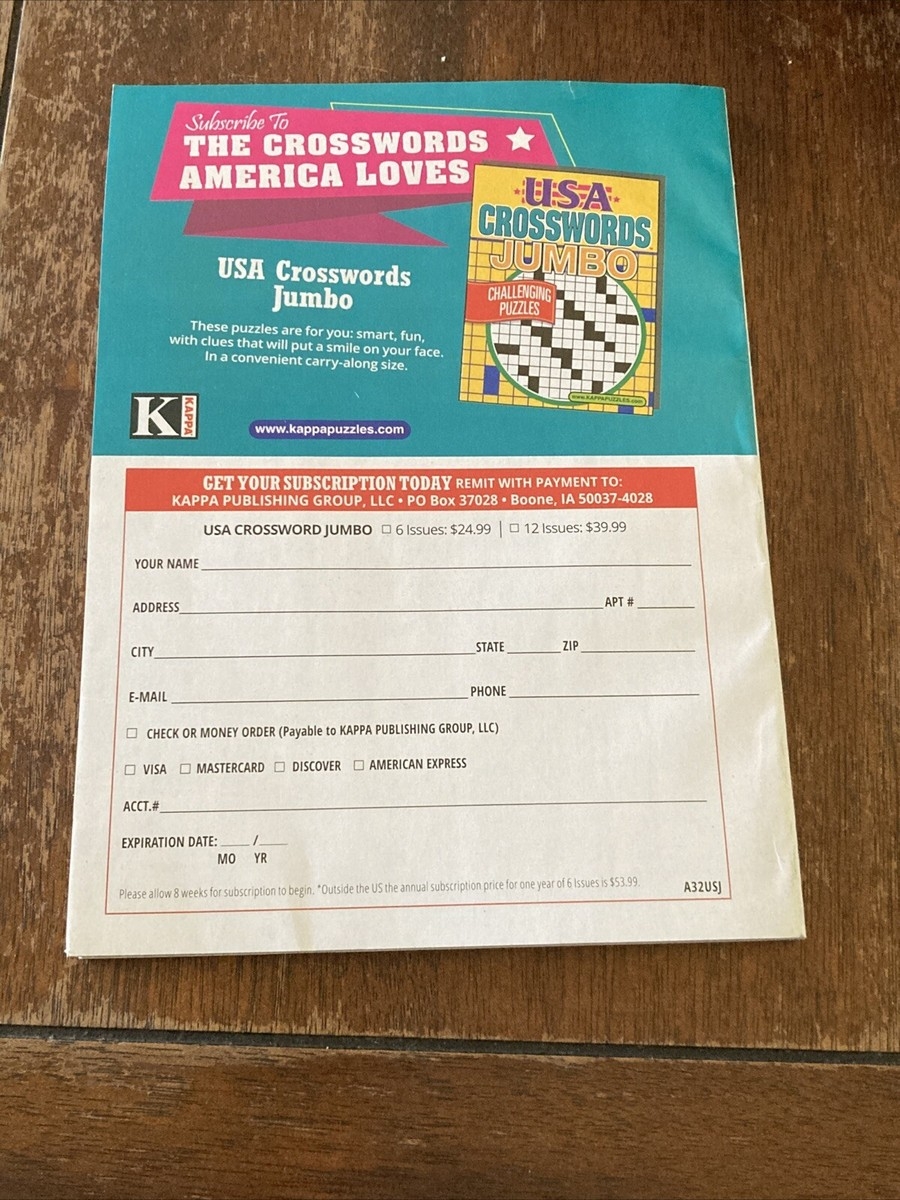 Subscribe To
THE CROSSWORDS
AMERICA LOVES
USA
CROSSWORDS
JUMBO
CHALLENGING
PUZZLES
www.KAPPAPUZZLES.com
USA Crosswords
Jumbo
These puzzles are for you: smart, fun,
with clues that will put a smile on your face.
In a convenient carry-along size.
K KAPPA
www.kappapuzzles.com
GET YOUR SUBSCRIPTION TODAY REMIT WITH PAYMENT TO:
KAPPA PUBLISHING GROUP, LLC • PO Box 37028 • Boone, IA 50037-4028
USA CROSSWORD JUMBO ☐ 6 Issues: $24.99 | ☐ 12 Issues: $39.99
YOUR NAME
ADDRESS APT #
CITY STATE ZIP
E-MAIL PHONE
☐ CHECK OR MONEY ORDER (Payable to KAPPA PUBLISHING GROUP, LLC)
☐ VISA ☐ MASTERCARD ☐ DISCOVER ☐ AMERICAN EXPRESS
ACCT.#
EXPIRATION DATE: /
MO YR
Please allow 8 weeks for subscription to begin. *Outside the US the annual subscription price for one year of 6 Issues is $53.99. A32USJ